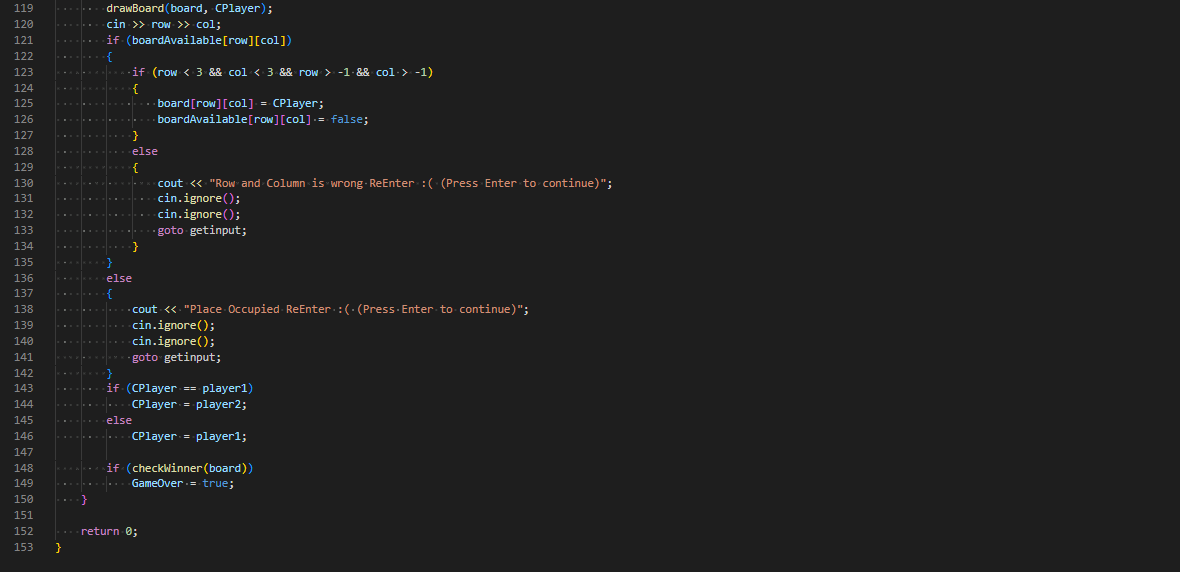 119 drawBoard(board, CPlayer);
120 cin >> row >> col;
121 if (boardAvailable[row][col])
122 {
123 if (row < 3 && col < 3 && row > -1 && col > -1)
124 {
125 board[row][col] = CPlayer;
126 boardAvailable[row][col] = false;
127 }
128 else
129 {
130 cout << "Row and Column is wrong ReEnter :( (Press Enter to continue)";
131 cin.ignore();
132 cin.ignore();
133 goto getinput;
134 }
135 }
136 else
137 {
138 cout << "Place Occupied ReEnter :( (Press Enter to continue)";
139 cin.ignore();
140 cin.ignore();
141 goto getinput;
142 }
143 if (CPlayer == player1)
144 CPlayer = player2;
145 else
146 CPlayer = player1;
147
148 if (checkWinner(board))
149 GameOver = true;
150 }
151
152 return 0;
153 }